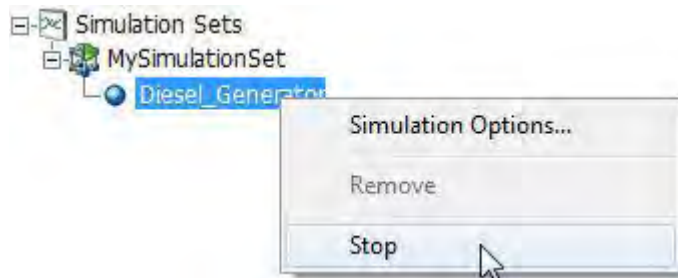 Simulation Sets
MySimulationSet
Diesel_Generator
Simulation Options...
Remove
Stop